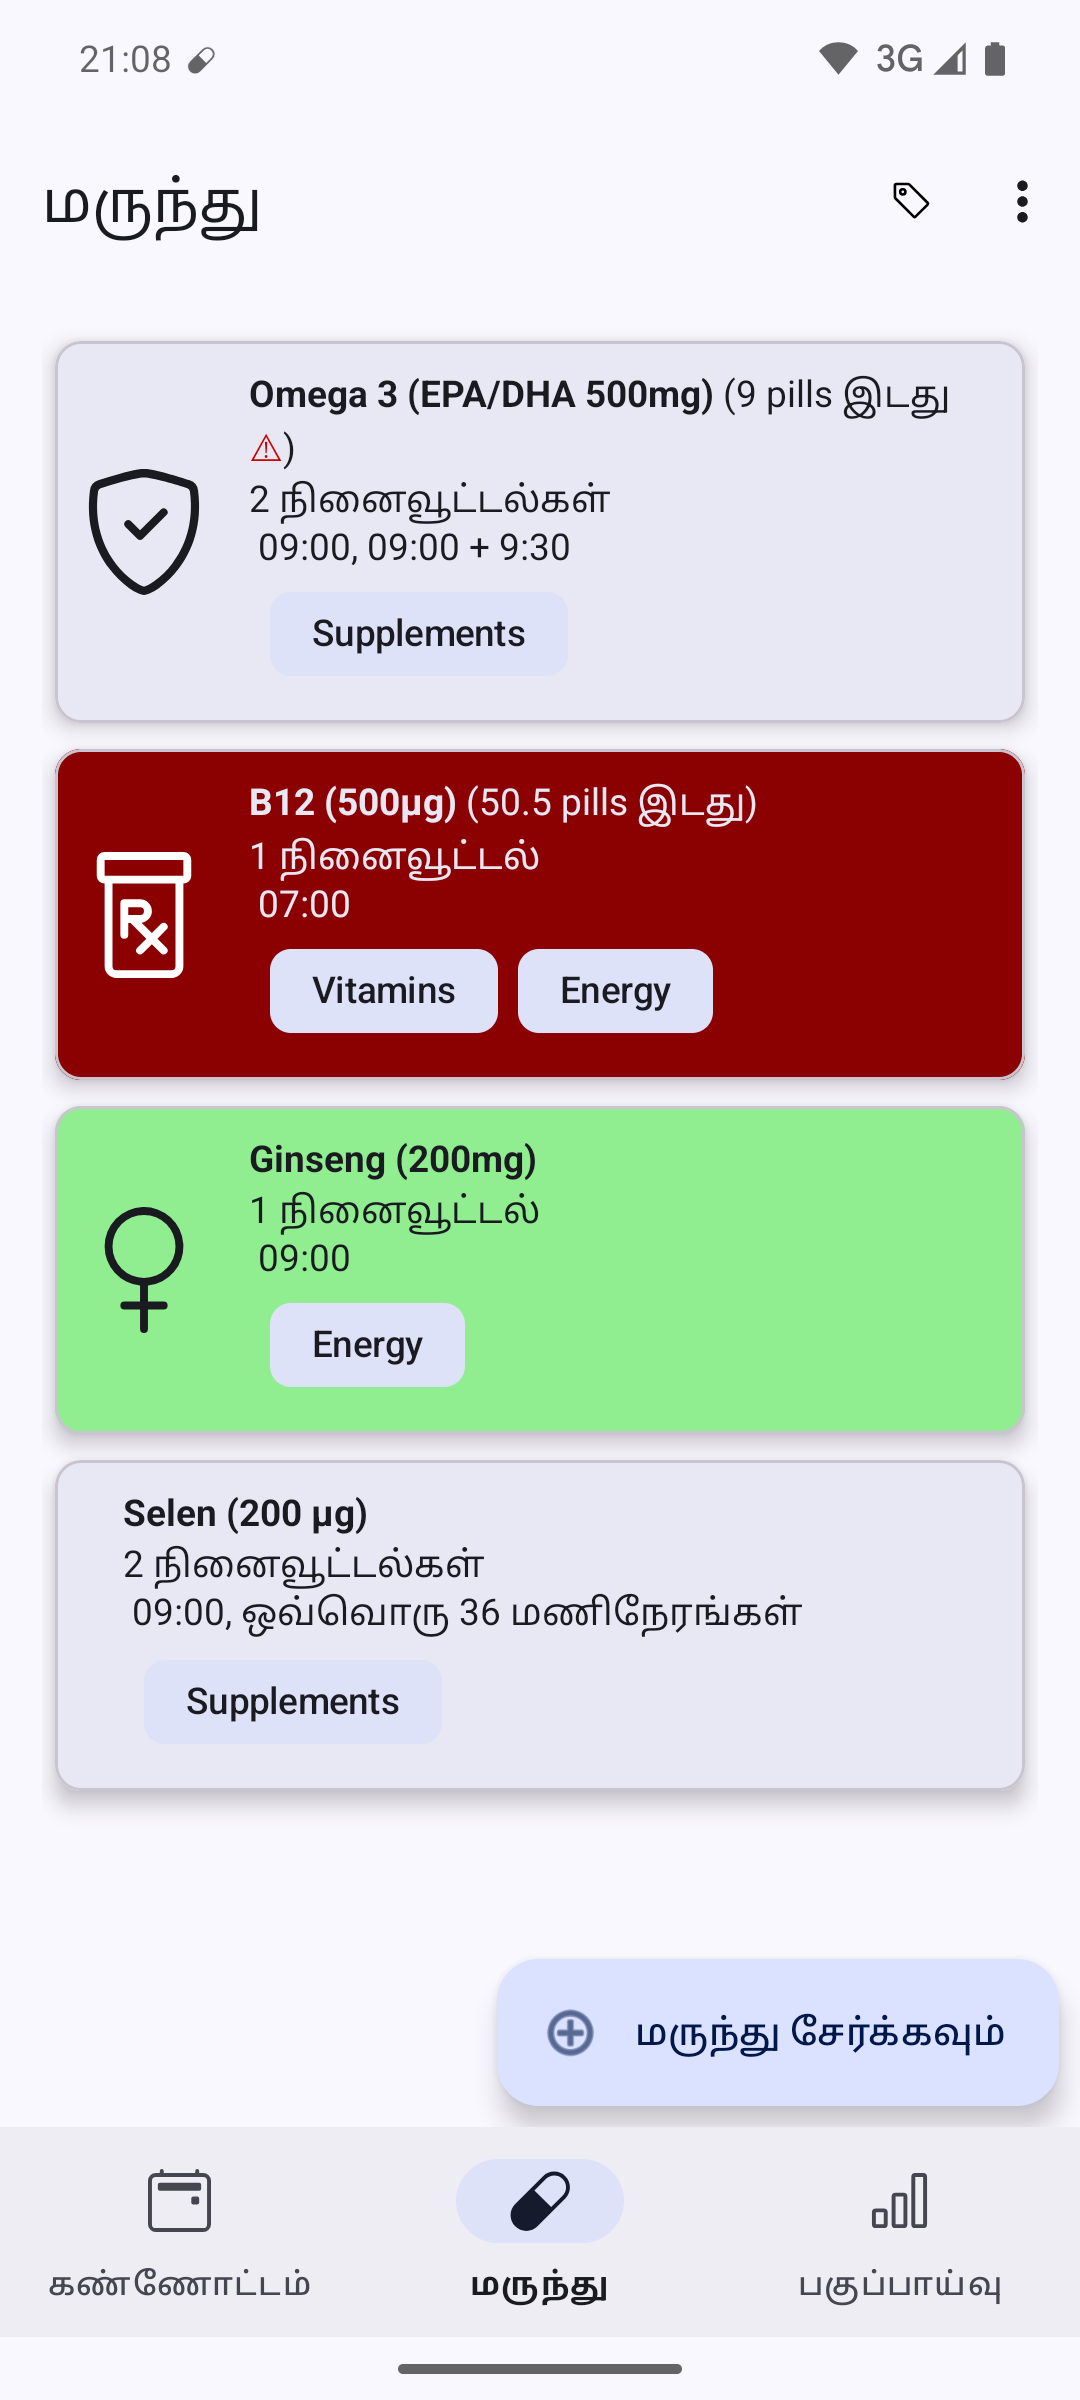 21:08
3G
மருந்து
Omega 3 (EPA/DHA 500mg) (9 pills இடது
⚠)
2 நினைவூட்டல்கள்
09:00, 09:00 + 9:30
Supplements
B12 (500µg) (50.5 pills இடது)
1 நினைவூட்டல்
07:00
Vitamins Energy
Ginseng (200mg)
1 நினைவூட்டல்
09:00
Energy
Selen (200 µg)
2 நினைவூட்டல்கள்
09:00, ஒவ்வொரு 36 மணிநேரங்கள்
Supplements
மருந்து சேர்க்கவும்
கண்ணோட்டம் மருந்து பகுப்பாய்வு